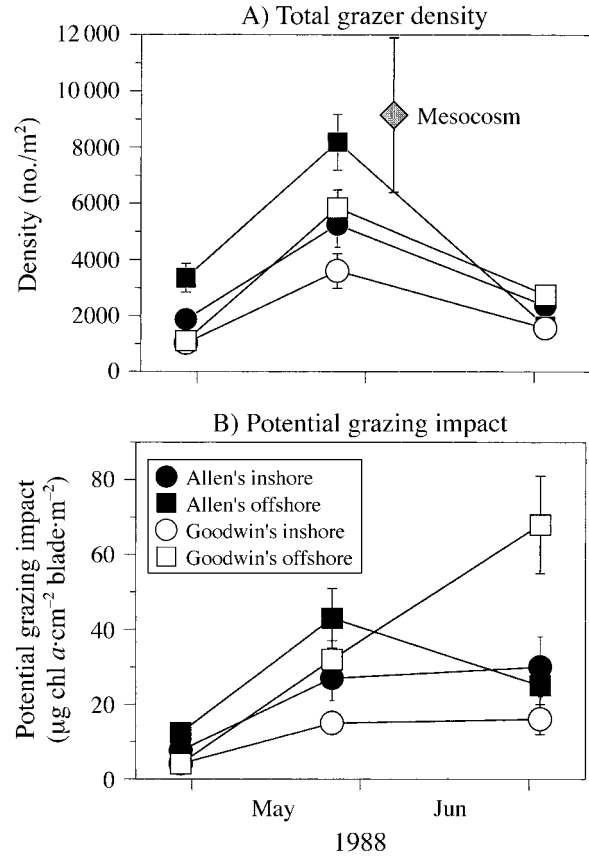 A) Total grazer density
12 000
10 000
8000
6000
4000
2000
0
Density (no./m²)
Mesocosm
B) Potential grazing impact
80
60
40
20
0
Potential grazing impact
(µg chl a·cm⁻² blade·m⁻²)
Allen's inshore
Allen's offshore
Goodwin's inshore
Goodwin's offshore
May
Jun
1988